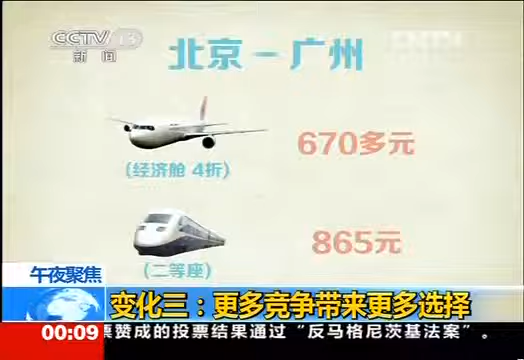 CCTV 13
新闻
北京－广州
670多元
(经济舱 4折)
865元
(二等座)
午夜聚焦
变化三：更多竞争带来更多选择
00:09
票赞成的投票结果通过“反马格尼茨基法案”。